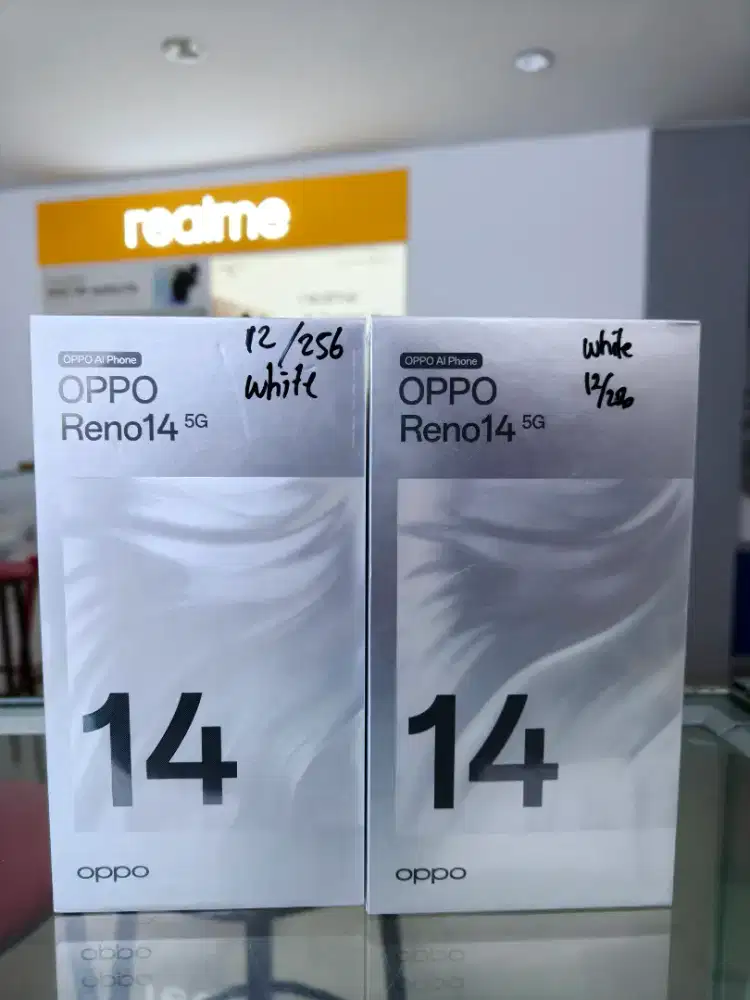 realme
OPPO AI Phone
OPPO
Reno14 5G
12/256
white
14
oppo
OPPO AI Phone
OPPO
Reno14 5G
white
12/256
14
oppo